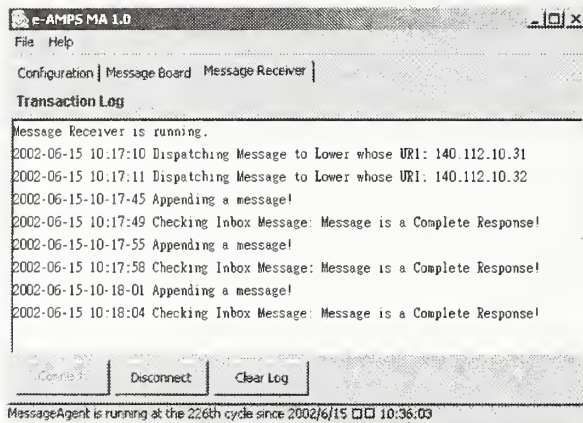 e-AMPS MA 1.0
File Help
Configuration Message Board Message Receiver
Transaction Log
Message Receiver is running.
2002-06-15 10:17:10 Dispatching Message to Lower whose URI: 140.112.10.31
2002-06-15 10:17:11 Dispatching Message to Lower whose URI: 140.112.10.32
2002-06-15-10-17-45 Appending a message!
2002-06-15 10:17:49 Checking Inbox Message: Message is a Complete Response!
2002-06-15-10-17-55 Appending a message!
2002-06-15 10:17:58 Checking Inbox Message: Message is a Complete Response!
2002-06-15-10-18-01 Appending a message!
2002-06-15 10:18:04 Checking Inbox Message: Message is a Complete Response!
Connect Disconnect Clear Log
MessageAgent is running at the 226th cycle since 2002/6/15 □□ 10:36:03